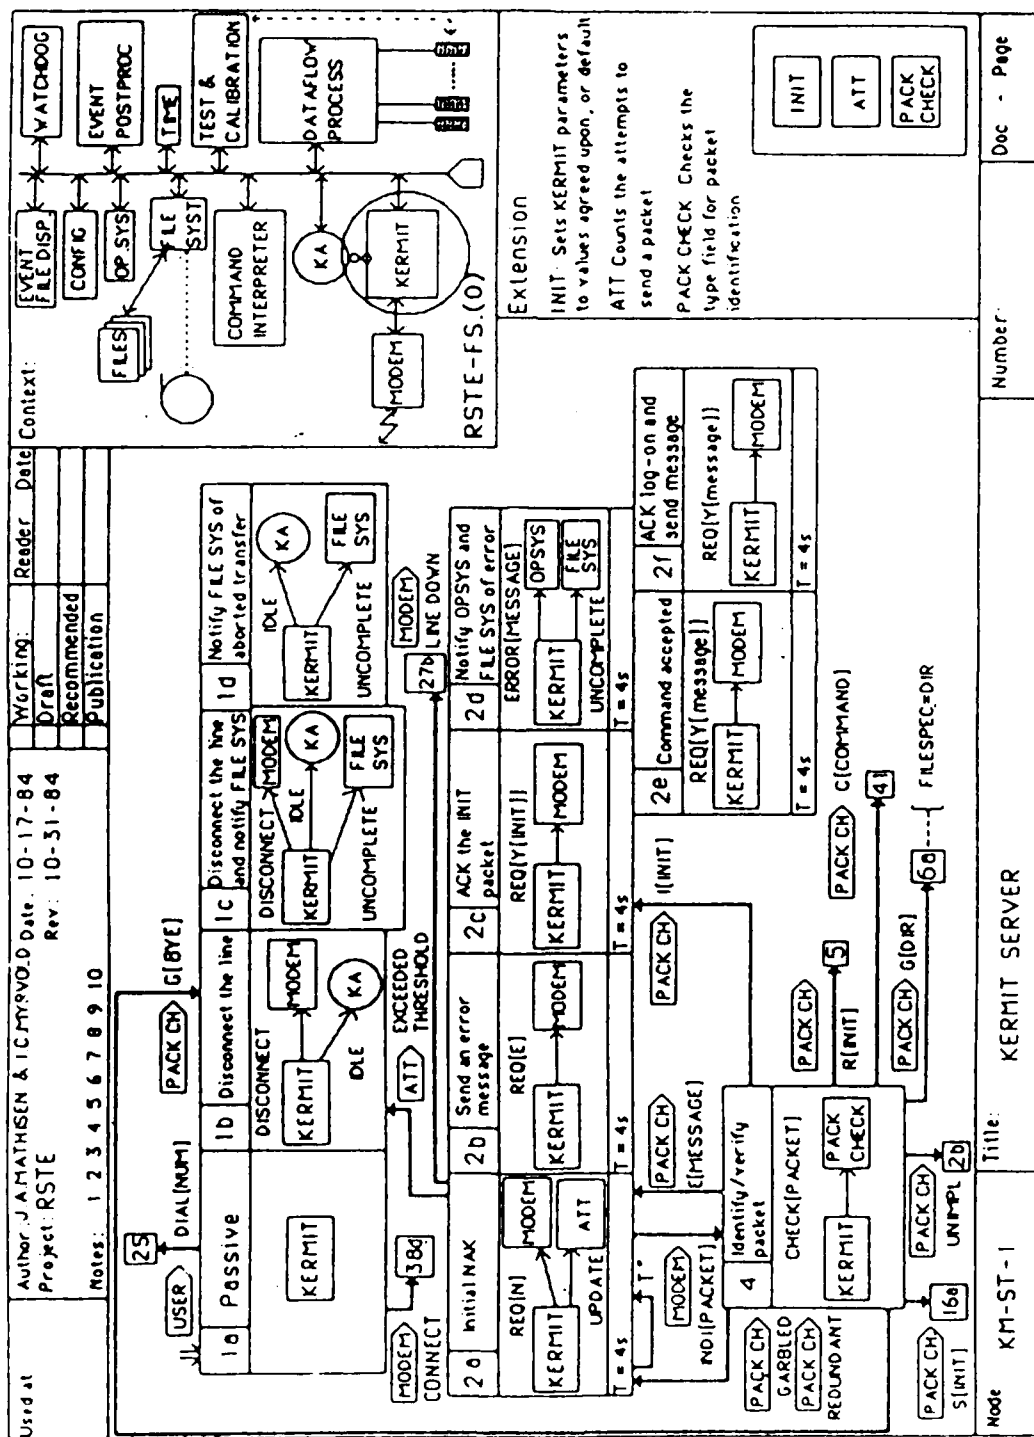 Used at
Author: J.A.MATHISEN & I.C.MYRVOLD Date: 10-17-84
Project: RSTE
Rev: 10-31-84
Notes: 1 2 3 4 5 6 7 8 9 10
Working:
Draft
Recommended
Publication
Reader Date
Context:
EVENT
FILE DISP
CONFIG
OP.SYS
FILE
SYST
FILES
COMMAND
INTERPRETER
KA
KERMIT
MODEM
WATCHDOG
EVENT
POSTPROC
TIME
TEST &
CALIBRATION
DATAFLOW
PROCESS
RSTE-FS.(0)
Extension
INIT: Sets KERMIT parameters
to values agreed upon, or default
ATT Counts the attempts to
send a packet
PACK CHECK Checks the
type field for packet
identification
INIT
ATT
PACK
CHECK
25
DIAL[NUM]
USER
PACK CH
G[BYE]
1a Passive
KERMIT
1b Disconnect the line
DISCONNECT
KERMIT
MODEM
KA
IDLE
1c Disconnect the line
and notify FILE SYS
DISCONNECT
MODEM
KERMIT
IDLE
KA
UNCOMPLETE
FILE
SYS
1d Notify FILE SYS of
aborted transfer
IDLE
KA
KERMIT
UNCOMPLETE
FILE
SYS
MODEM
CONNECT
38a
ATT
EXCEEDED
THRESHOLD
27b
MODEM
LINE DOWN
2a Initial NAK
REQ[N]
KERMIT
MODEM
ATT
UPDATE
T = 4s
2b Send an error
message
REQ[E]
KERMIT
MODEM
T = 4s
2c ACK the INIT
packet
REQ[Y[INIT]]
KERMIT
MODEM
T = 4s
2d Notify OPSYS and
FILE SYS of error
ERROR[MESSAGE]
KERMIT
OPSYS
FILE
SYS
UNCOMPLETE
T = 4s
2e Command accepted
REQ[Y[message]]
KERMIT
MODEM
T = 4s
2f ACK log-on and
send message
REQ[Y[message]]
KERMIT
MODEM
T = 4s
MODEM
INDI[PACKET]
PACK CH
E[MESSAGE]
PACK CH
I[INIT]
4 Identify/verify
packet
CHECK[PACKET]
KERMIT
PACK
CHECK
PACK CH
GARBLED
PACK CH
REDUNDANT
PACK CH
R[INIT]
5
PACK CH
C[COMMAND]
41
PACK CH
G[DIR]
6a
FILESPEC.=DIR
PACK CH
S[INIT]
16a
PACK CH
UNIMPL
2b
Node
KM-ST-1
Title:
KERMIT SERVER
Number:
Doc - Page